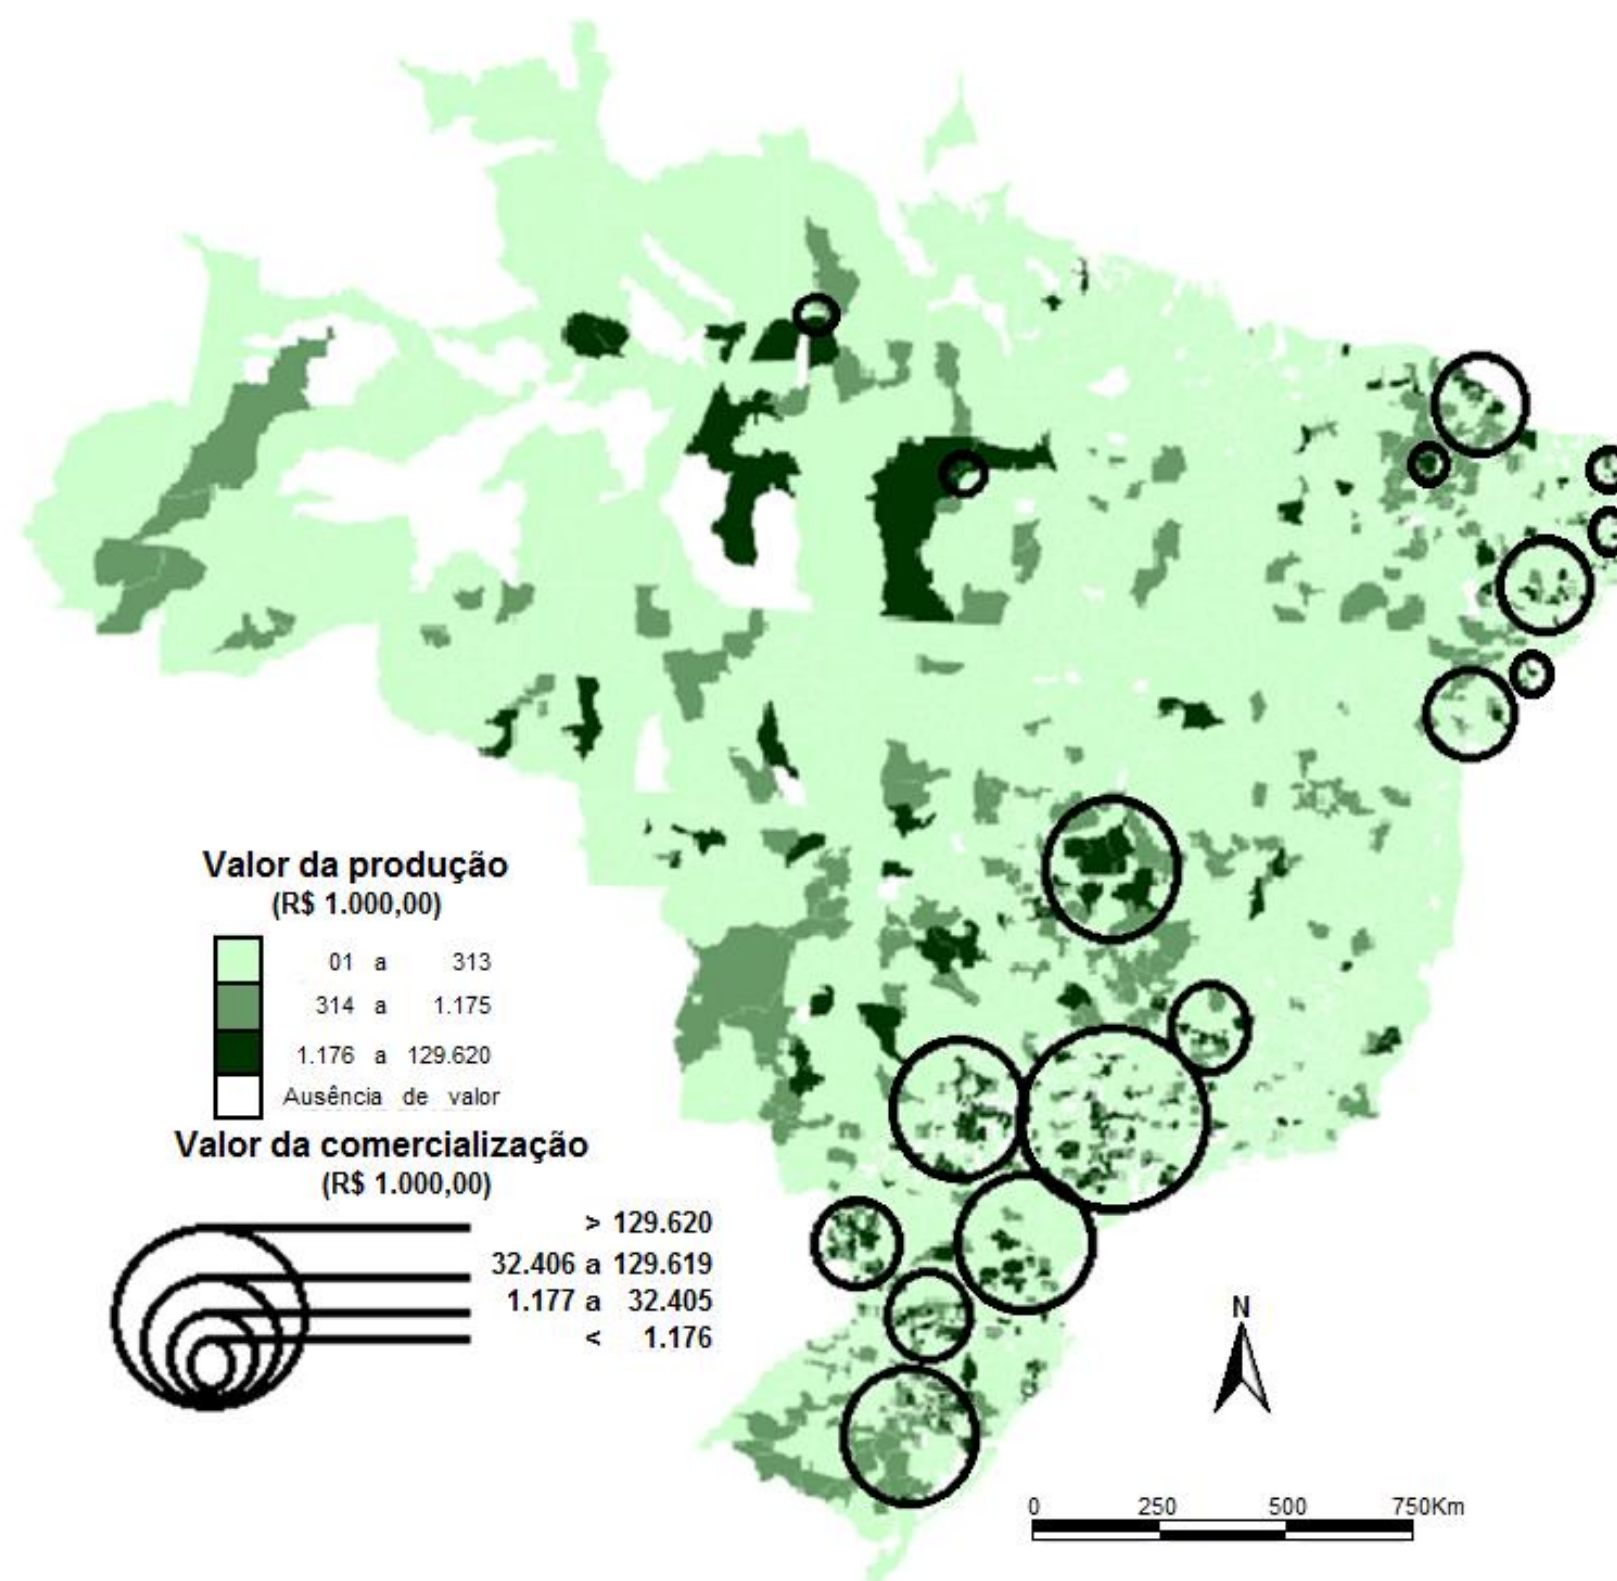 Valor da produção
(R$ 1.000,00)
01 a 313
314 a 1.175
1.176 a 129.620
Ausência de valor
Valor da comercialização
(R$ 1.000,00)
> 129.620
32.406 a 129.619
1.177 a 32.405
< 1.176
N
0 250 500 750Km